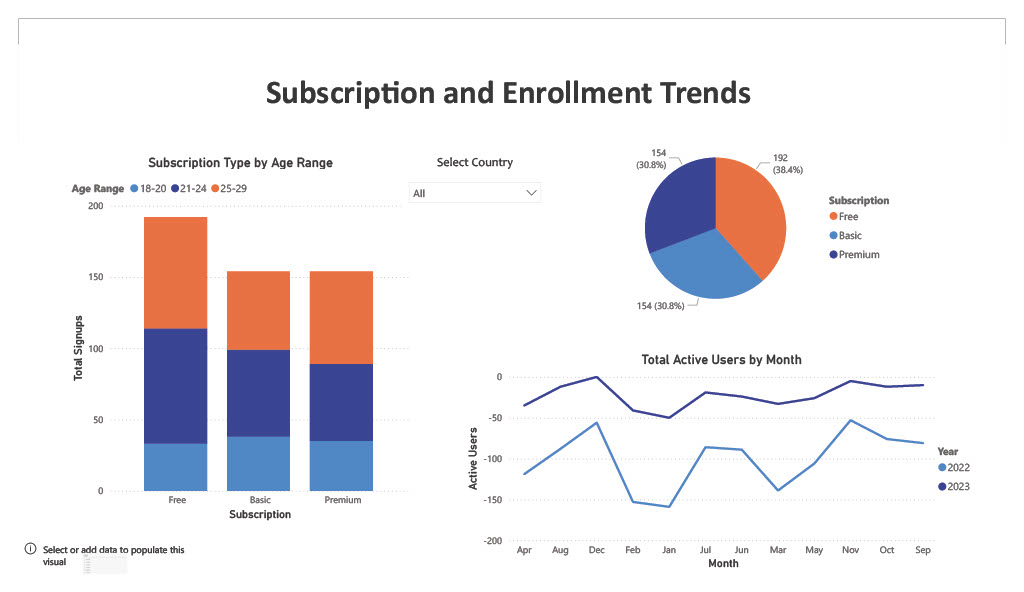 Subscription and Enrollment Trends
Subscription Type by Age Range
Age Range 18-20 21-24 25-29
200
150
100
50
0
Total Signups
Free Basic Premium
Subscription
Select Country
All
154
(30.8%)
192
(38.4%)
154 (30.8%)
Subscription
Free
Basic
Premium
Total Active Users by Month
0
-50
-100
-150
-200
Active Users
Apr Aug Dec Feb Jan Jul Jun Mar May Nov Oct Sep
Month
Year
2022
2023
Select or add data to populate this
visual